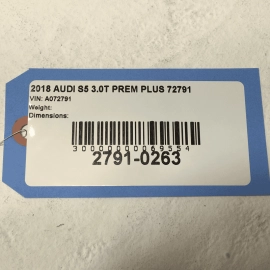 2018 AUDI S5 3.0T PREM PLUS 72791
VIN: A072791
Weight:
Dimensions:
3000000069554
2791-0263